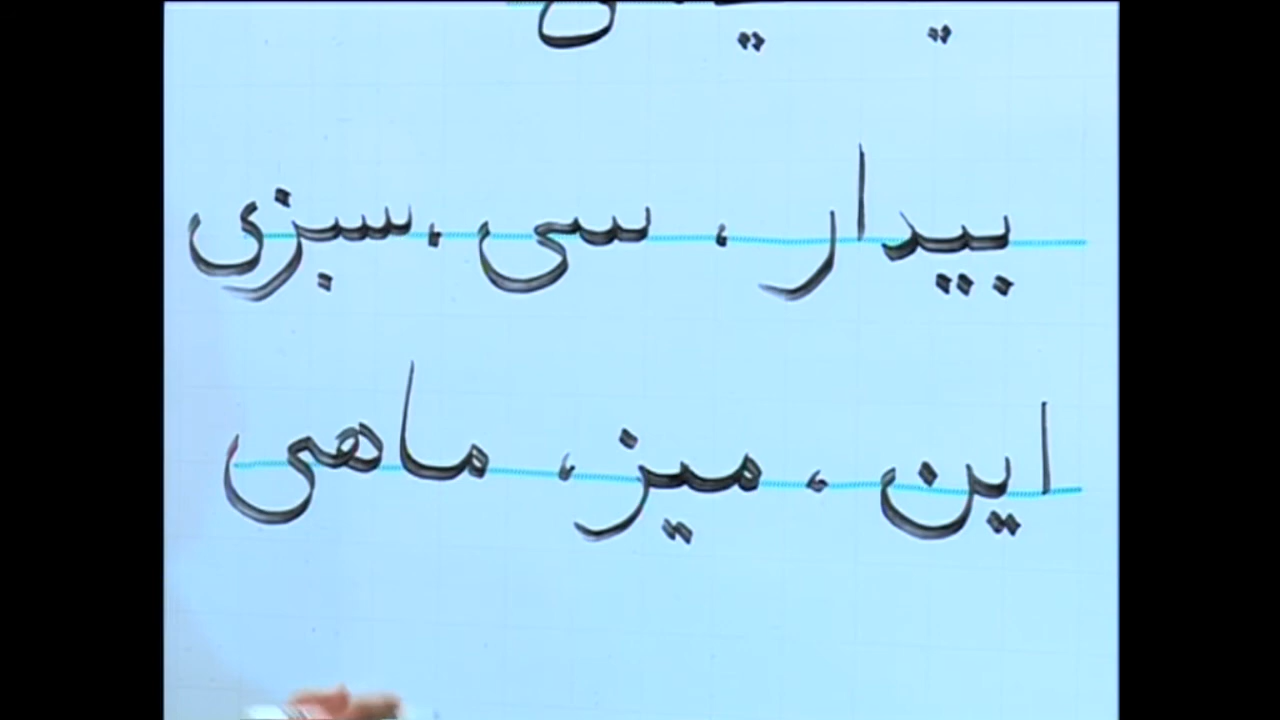 بیدار، سی، سبزی
این، میز، ماهی